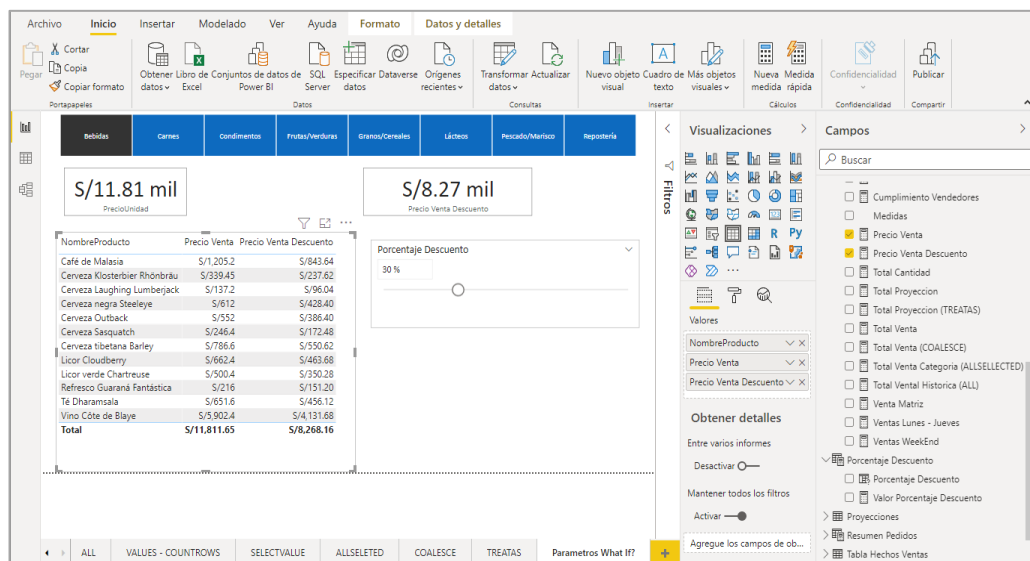 Archivo Inicio Insertar Modelado Ver Ayuda Formato Datos y detalles
Pegar
Cortar
Copia
Copiar formato
Portapapeles
Obtener datos
Libro de Excel
Conjuntos de datos de Power BI
SQL Server
Especificar datos
Dataverse
Orígenes recientes
Datos
Transformar datos
Actualizar
Consultas
Nuevo objeto visual
Cuadro de texto
Más objetos visuales
Insertar
Nueva medida
Medida rápida
Cálculos
Confidencialidad
Confidencialidad
Publicar
Compartir
Bebidas Carnes Condimentos Frutas/Verduras Granos/Cereales Lácteos Pescado/Marisco Repostería
S/11.81 mil
PrecioUnidad
S/8.27 mil
Precio Venta Descuento
NombreProducto Precio Venta Precio Venta Descuento
Café de Malasia S/1,205.2 S/843.64
Cerveza Klosterbier Rhönbräu S/339.45 S/237.62
Cerveza Laughing Lumberjack S/137.2 S/96.04
Cerveza negra Steeleye S/612 S/428.40
Cerveza Outback S/552 S/386.40
Cerveza Sasquatch S/246.4 S/172.48
Cerveza tibetana Barley S/786.6 S/550.62
Licor Cloudberry S/662.4 S/463.68
Licor verde Chartreuse S/500.4 S/350.28
Refresco Guaraná Fantástica S/216 S/151.20
Té Dharamsala S/651.6 S/456.12
Vino Côte de Blaye S/5,902.4 S/4,131.68
Total S/11,811.65 S/8,268.16
Porcentaje Descuento
30 %
Filtros
Visualizaciones
R Py
Valores
NombreProducto
Precio Venta
Precio Venta Descuento
Obtener detalles
Entre varios informes
Desactivar
Mantener todos los filtros
Activar
Agregue los campos de ob...
Campos
Buscar
Cumplimiento Vendedores
Medidas
Precio Venta
Precio Venta Descuento
Total Cantidad
Total Proyeccion
Total Proyeccion (TREATAS)
Total Venta
Total Venta (COALESCE)
Total Venta Categoria (ALLSELLECTED)
Total Vental Historica (ALL)
Venta Matriz
Ventas Lunes - Jueves
Ventas WeekEnd
Porcentaje Descuento
Porcentaje Descuento
Valor Porcentaje Descuento
Proyecciones
Resumen Pedidos
Tabla Hechos Ventas
ALL VALUES - COUNTROWS SELECTVALUE ALLSELETED COALESCE TREATAS Parametros What If? +